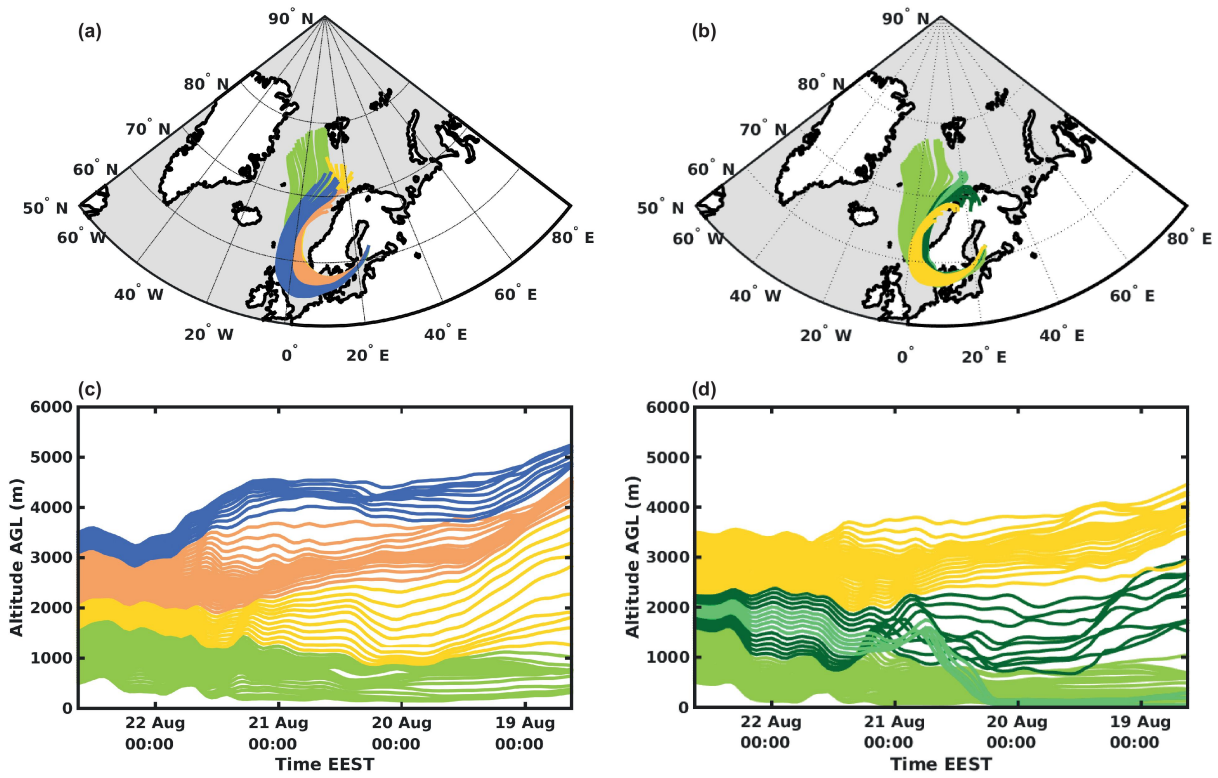 (a)
90° N
80° N
70° N
60° N
50° N
60° W
40° W
20° W
0°
20° E
40° E
60° E
80° E
(b)
90° N
80° N
70° N
60° N
50° N
60° W
40° W
20° W
0°
20° E
40° E
60° E
80° E
(c)
Altitude AGL (m)
6000
5000
4000
3000
2000
1000
0
22 Aug 21 Aug 20 Aug 19 Aug
00:00 00:00 00:00 00:00
Time EEST
(d)
Altitude AGL (m)
6000
5000
4000
3000
2000
1000
0
22 Aug 21 Aug 20 Aug 19 Aug
00:00 00:00 00:00 00:00
Time EEST